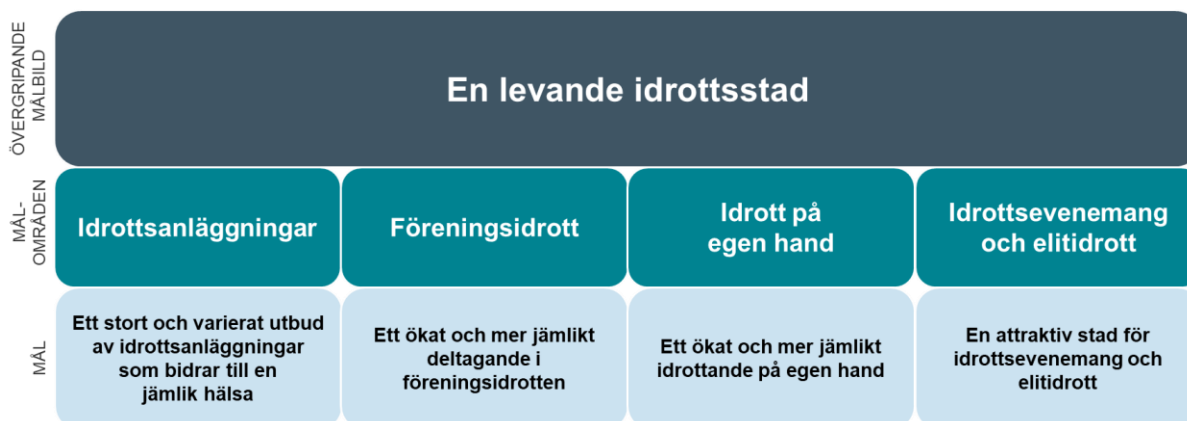 ÖVERGRIPANDE
MÅLBILD
En levande idrottsstad
MÅL-
OMRÅDEN
Idrottsanläggningar
Föreningsidrott
Idrott på
egen hand
Idrottsevenemang
och elitidrott
MÅL
Ett stort och varierat utbud
av idrottsanläggningar
som bidrar till en
jämlik hälsa
Ett ökat och mer jämlikt
deltagande i
föreningsidrotten
Ett ökat och mer jämlikt
idrottande på egen hand
En attraktiv stad för
idrottsevenemang och
elitidrott